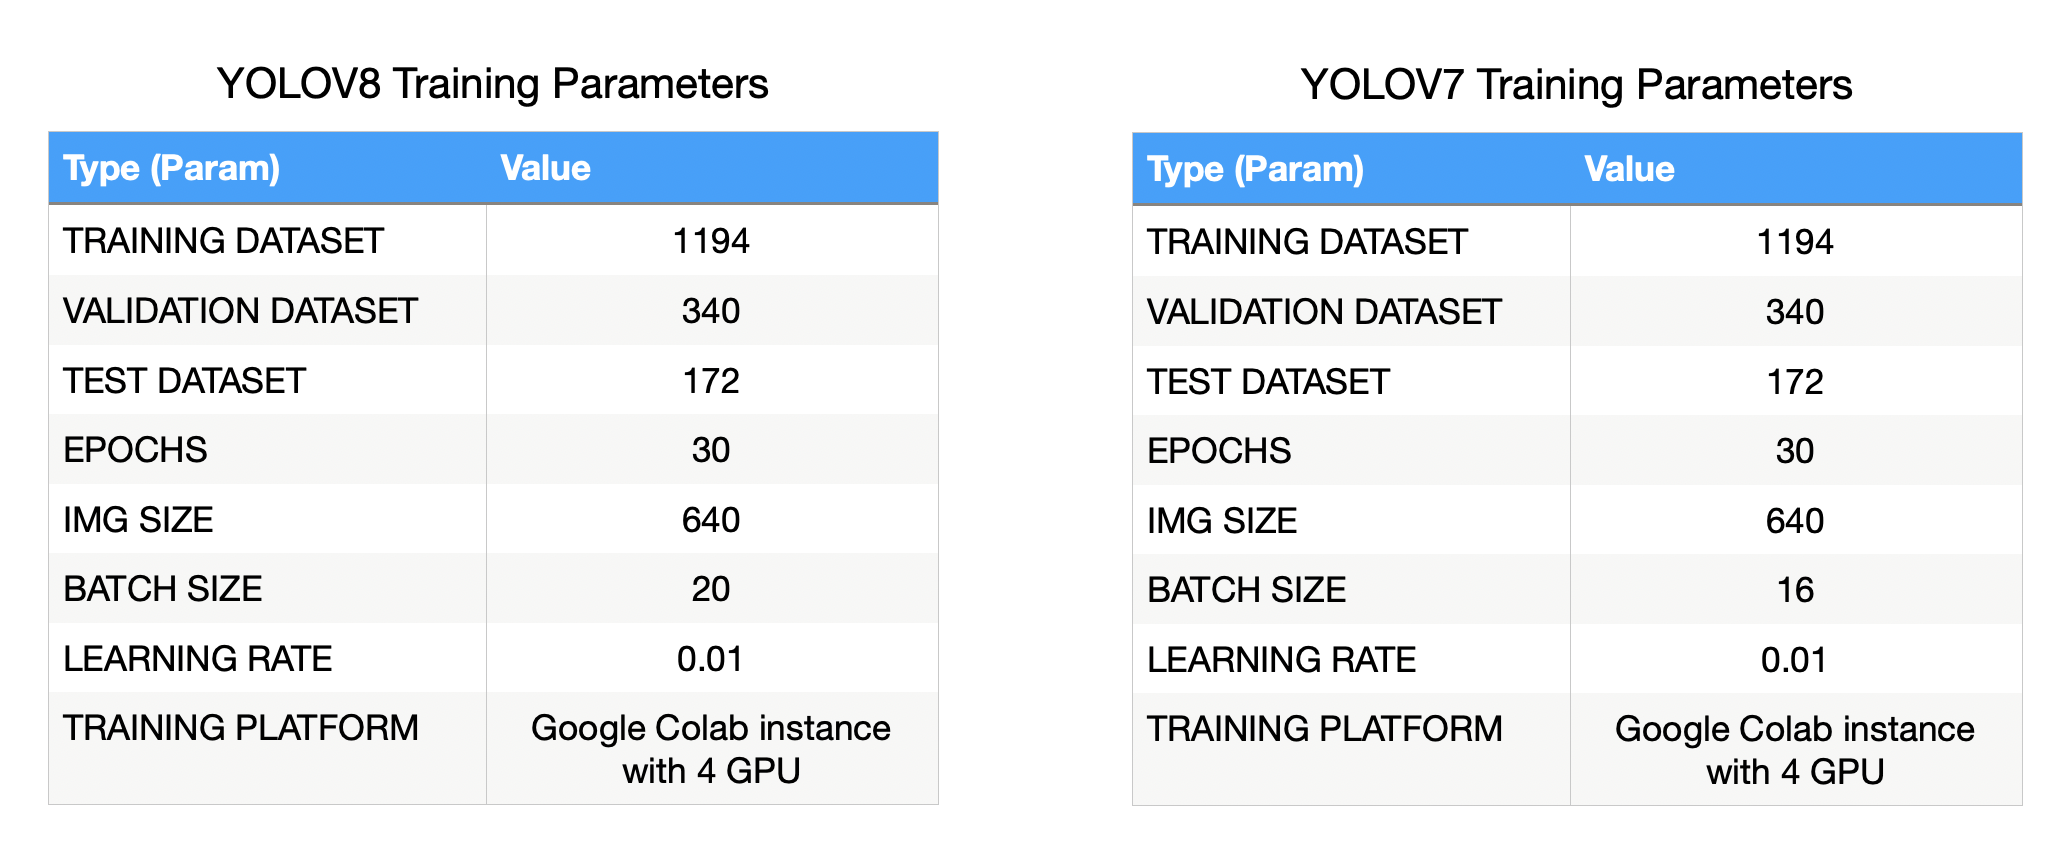 YOLOV8 Training Parameters
Type (Param) Value
TRAINING DATASET 1194
VALIDATION DATASET 340
TEST DATASET 172
EPOCHS 30
IMG SIZE 640
BATCH SIZE 20
LEARNING RATE 0.01
TRAINING PLATFORM Google Colab instance
with 4 GPU
YOLOV7 Training Parameters
Type (Param) Value
TRAINING DATASET 1194
VALIDATION DATASET 340
TEST DATASET 172
EPOCHS 30
IMG SIZE 640
BATCH SIZE 16
LEARNING RATE 0.01
TRAINING PLATFORM Google Colab instance
with 4 GPU